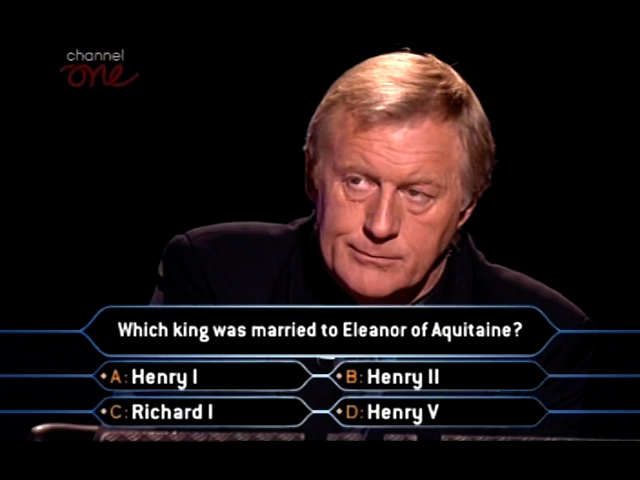 channel
one
Which king was married to Eleanor of Aquitaine?
A: Henry I
B: Henry II
C: Richard I
D: Henry V